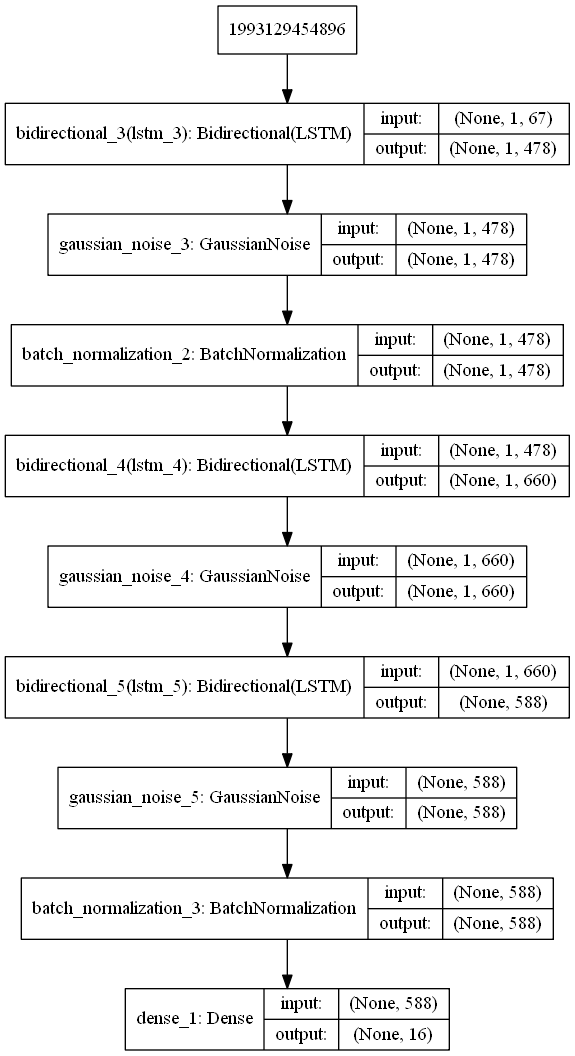 1993129454896
bidirectional_3(lstm_3): Bidirectional(LSTM)
input: (None, 1, 67)
output: (None, 1, 478)
gaussian_noise_3: GaussianNoise
input: (None, 1, 478)
output: (None, 1, 478)
batch_normalization_2: BatchNormalization
input: (None, 1, 478)
output: (None, 1, 478)
bidirectional_4(lstm_4): Bidirectional(LSTM)
input: (None, 1, 478)
output: (None, 1, 660)
gaussian_noise_4: GaussianNoise
input: (None, 1, 660)
output: (None, 1, 660)
bidirectional_5(lstm_5): Bidirectional(LSTM)
input: (None, 1, 660)
output: (None, 588)
gaussian_noise_5: GaussianNoise
input: (None, 588)
output: (None, 588)
batch_normalization_3: BatchNormalization
input: (None, 588)
output: (None, 588)
dense_1: Dense
input: (None, 588)
output: (None, 16)